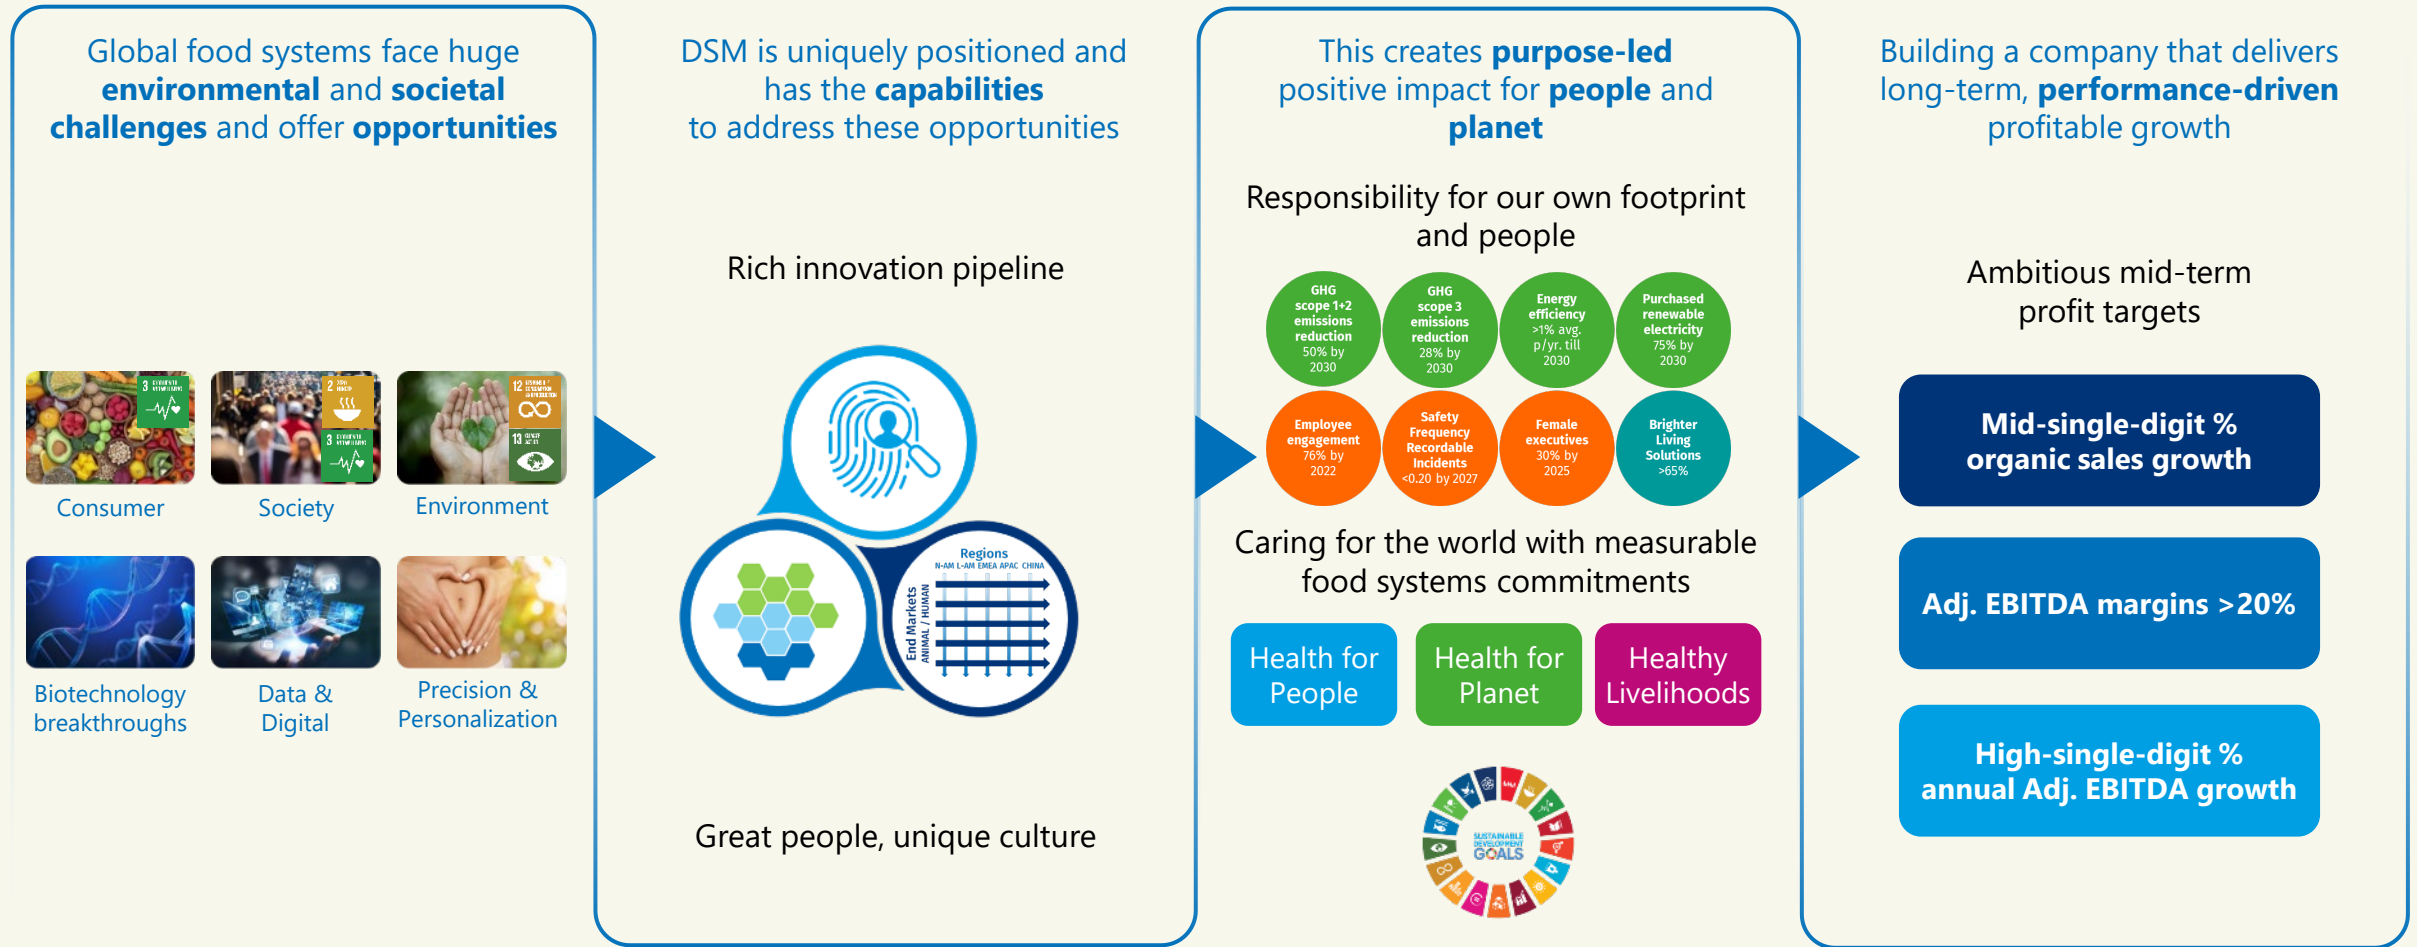 Global food systems face huge
environmental and societal
challenges and offer opportunities
3
2
3
12
13
Consumer
Society
Environment
Biotechnology
breakthroughs
Data &
Digital
Precision &
Personalization
DSM is uniquely positioned and
has the capabilities
to address these opportunities
Rich innovation pipeline
Regions
N-AM L-AM EMEA APAC CHINA
End Markets
ANIMAL / HUMAN
Great people, unique culture
This creates purpose-led
positive impact for people and
planet
Responsibility for our own footprint
and people
GHG
scope 1+2
emissions
reduction
50% by
2030
GHG
scope 3
emissions
reduction
28% by
2030
Energy
efficiency
>1% avg.
p/yr. till
2030
Purchased
renewable
electricity
75% by
2030
Employee
engagement
76% by
2022
Safety
Frequency
Recordable
Incidents
<0.20 by 2027
Female
executives
30% by
2025
Brighter
Living
Solutions
>65%
Caring for the world with measurable
food systems commitments
Health for
People
Health for
Planet
Healthy
Livelihoods
SUSTAINABLE
DEVELOPMENT
GOALS
Building a company that delivers
long-term, performance-driven
profitable growth
Ambitious mid-term
profit targets
Mid-single-digit %
organic sales growth
Adj. EBITDA margins >20%
High-single-digit %
annual Adj. EBITDA growth